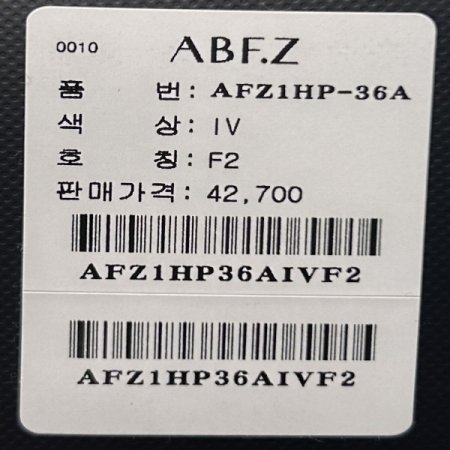 0010 ABF.Z
품 번: AFZ1HP-36A
색 상: IV
호 칭: F2
판매가격: 42,700
AFZ1HP36AIVF2
AFZ1HP36AIVF2